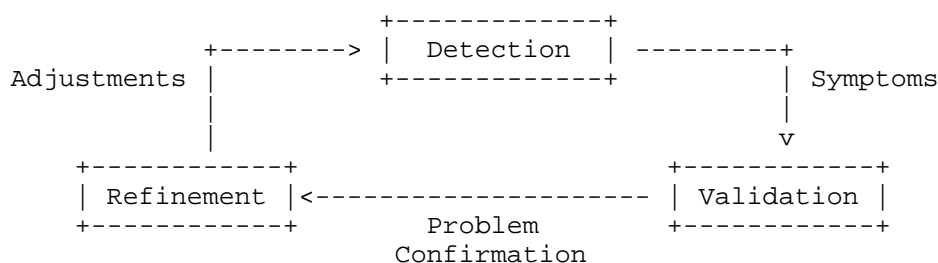 Detection
Adjustments
Symptoms
Refinement
Validation
Problem
Confirmation